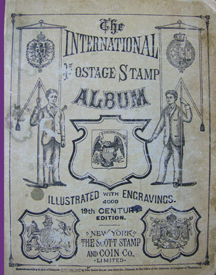 The
INTERNATIONAL
POSTAGE STAMP
ALBUM
ILLUSTRATED WITH ENGRAVINGS.
4000
19th CENTURY
EDITION.
NEW YORK
THE SCOTT STAMP
AND COIN CO.
LIMITED